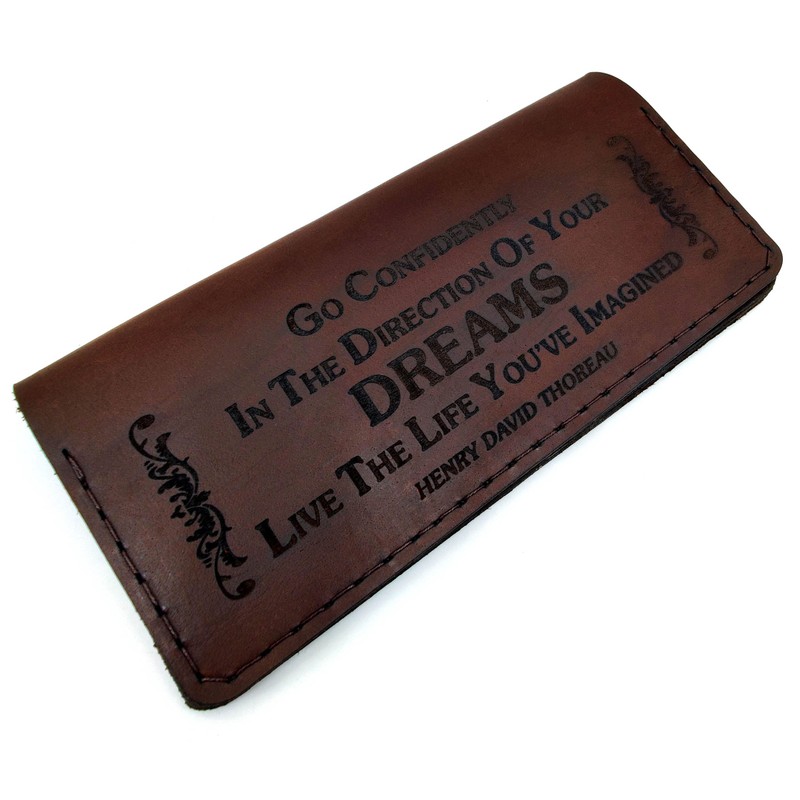 Go Confidently
In The Direction Of Your
DREAMS
Live The Life You've Imagined
HENRY DAVID THOREAU